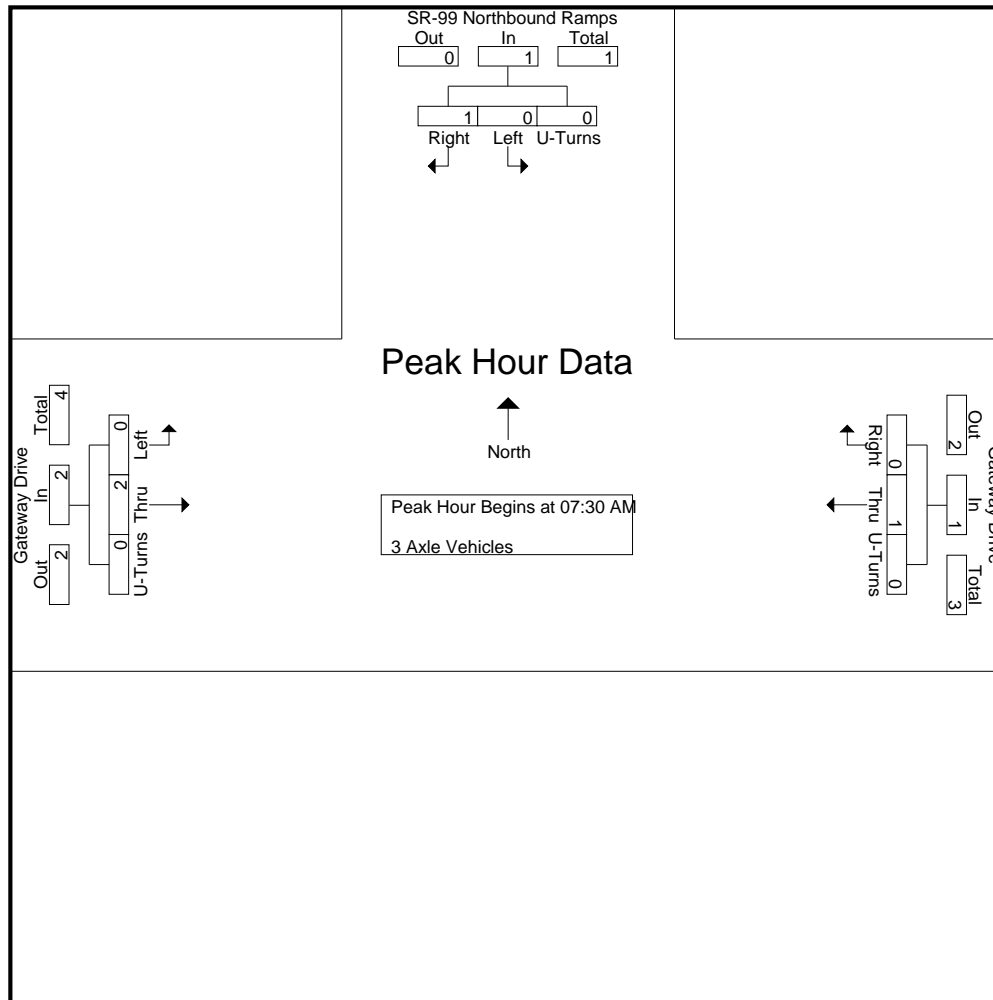 SR-99 Northbound Ramps
Out In Total
0 1 1
1 0 0
Right Left U-Turns
Peak Hour Data
North
Peak Hour Begins at 07:30 AM
3 Axle Vehicles
Gateway Drive
Out In Total
2 2 4
0 2 0
U-Turns Thru Left
Gateway Drive
Out In Total
2 1 3
0 1 0
Right Thru U-Turns